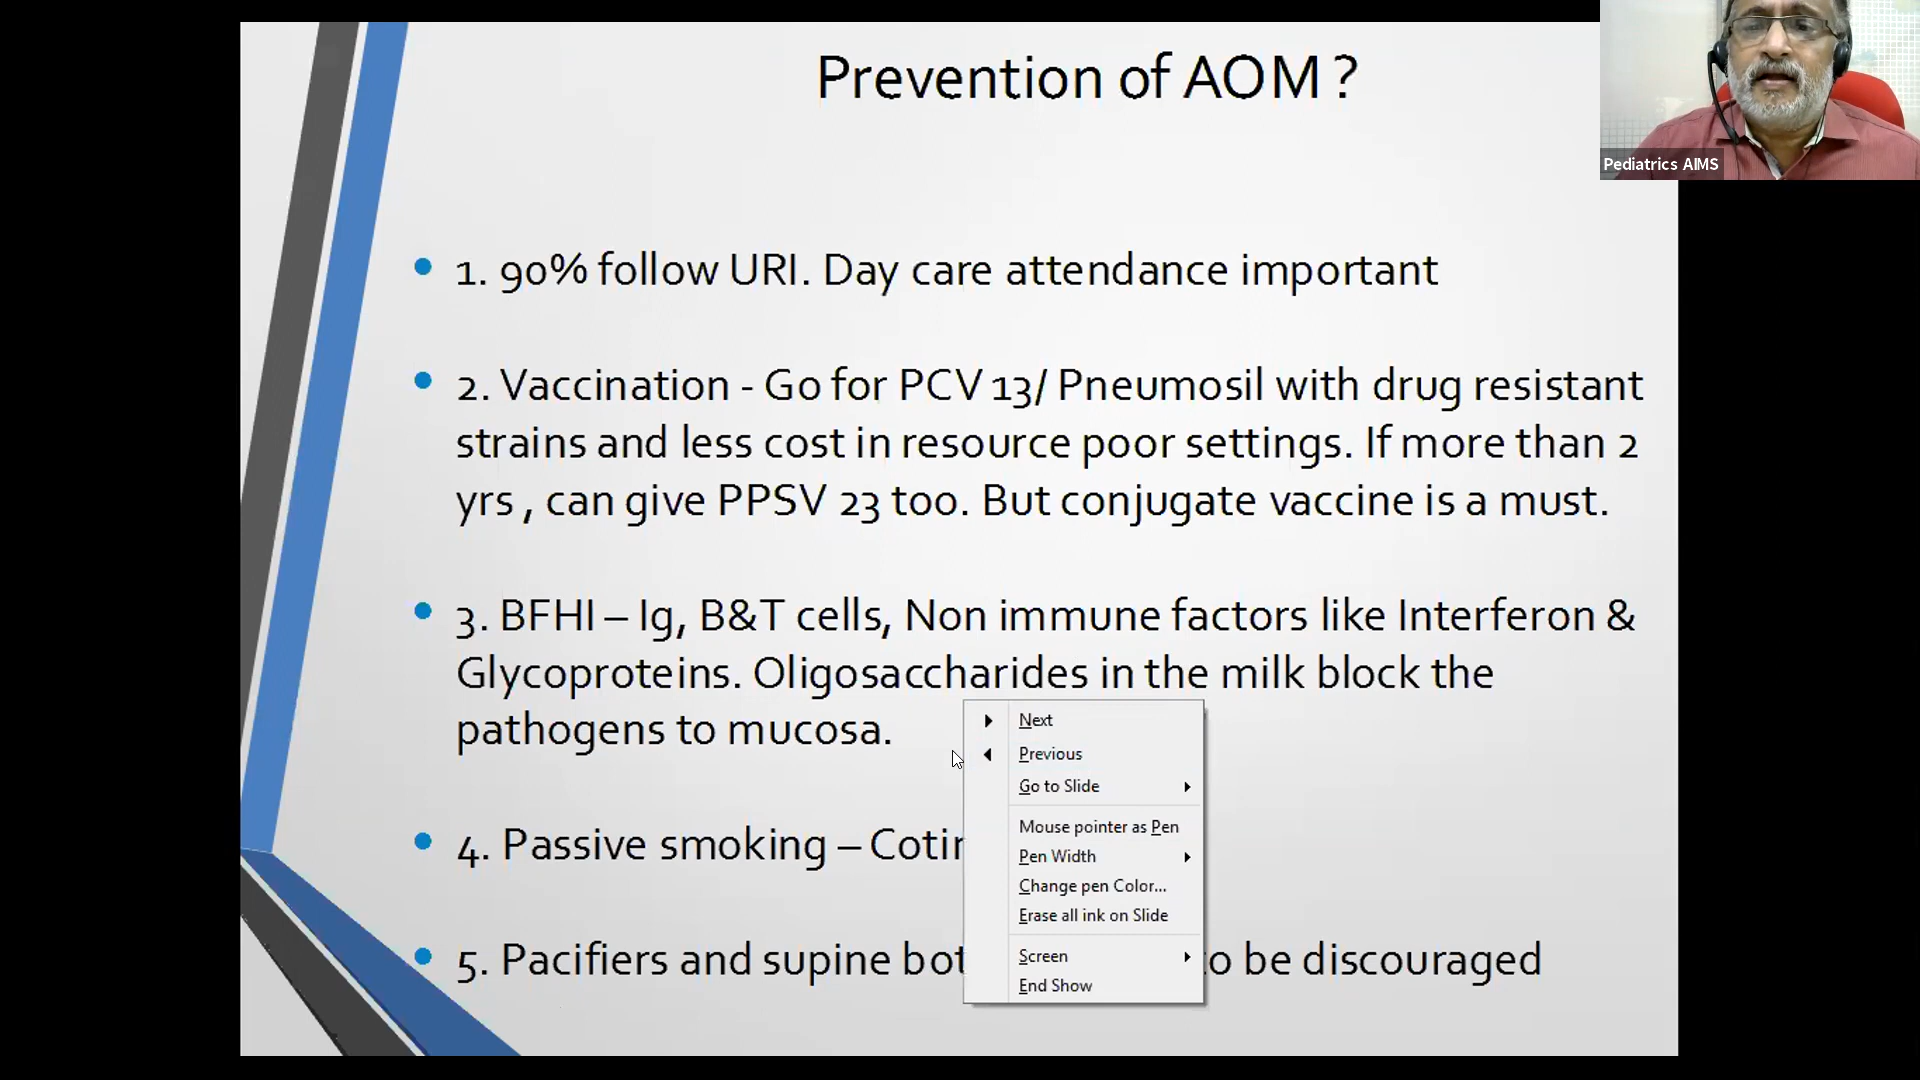 Prevention of AOM ?
Pediatrics AIMS
• 1. 90% follow URI. Day care attendance important
• 2. Vaccination - Go for PCV 13/ Pneumosil with drug resistant
strains and less cost in resource poor settings. If more than 2
yrs , can give PPSV 23 too. But conjugate vaccine is a must.
• 3. BFHI – Ig, B&T cells, Non immune factors like Interferon &
Glycoproteins. Oligosaccharides in the milk block the
pathogens to mucosa.
• 4. Passive smoking –
• 5. Pacifiers and supine be discouraged
Next
Previous
Go to Slide
Mouse pointer as Pen
Pen Width
Change pen Color...
Erase all ink on Slide
Screen
End Show